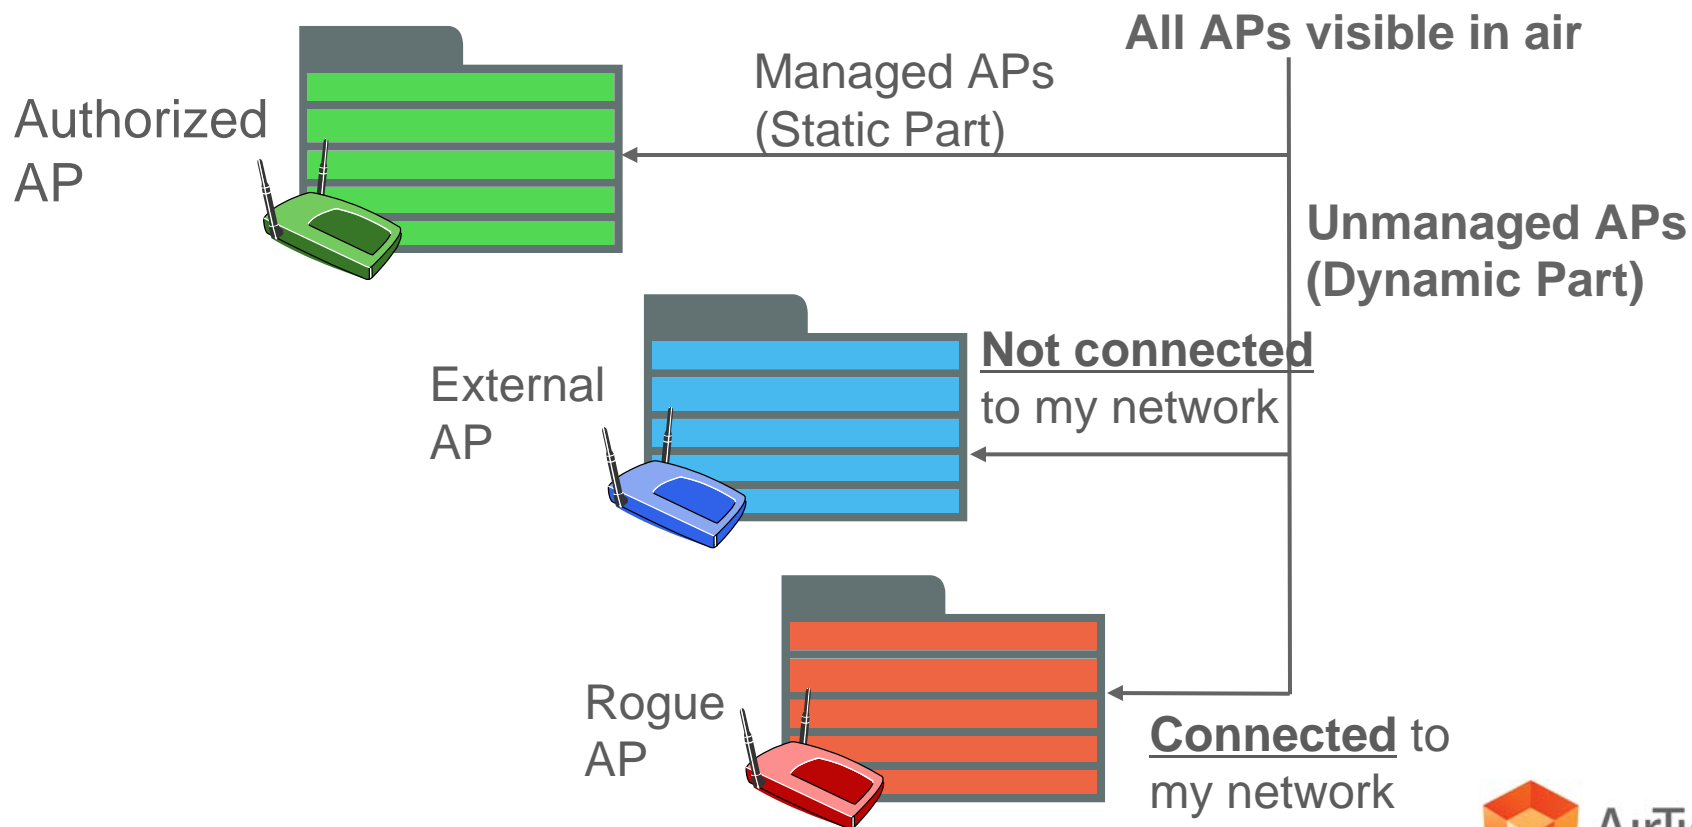 All APs visible in air
Managed APs
(Static Part)
Authorized
AP
Unmanaged APs
(Dynamic Part)
Not connected
to my network
External
AP
Rogue
AP
Connected to
my network